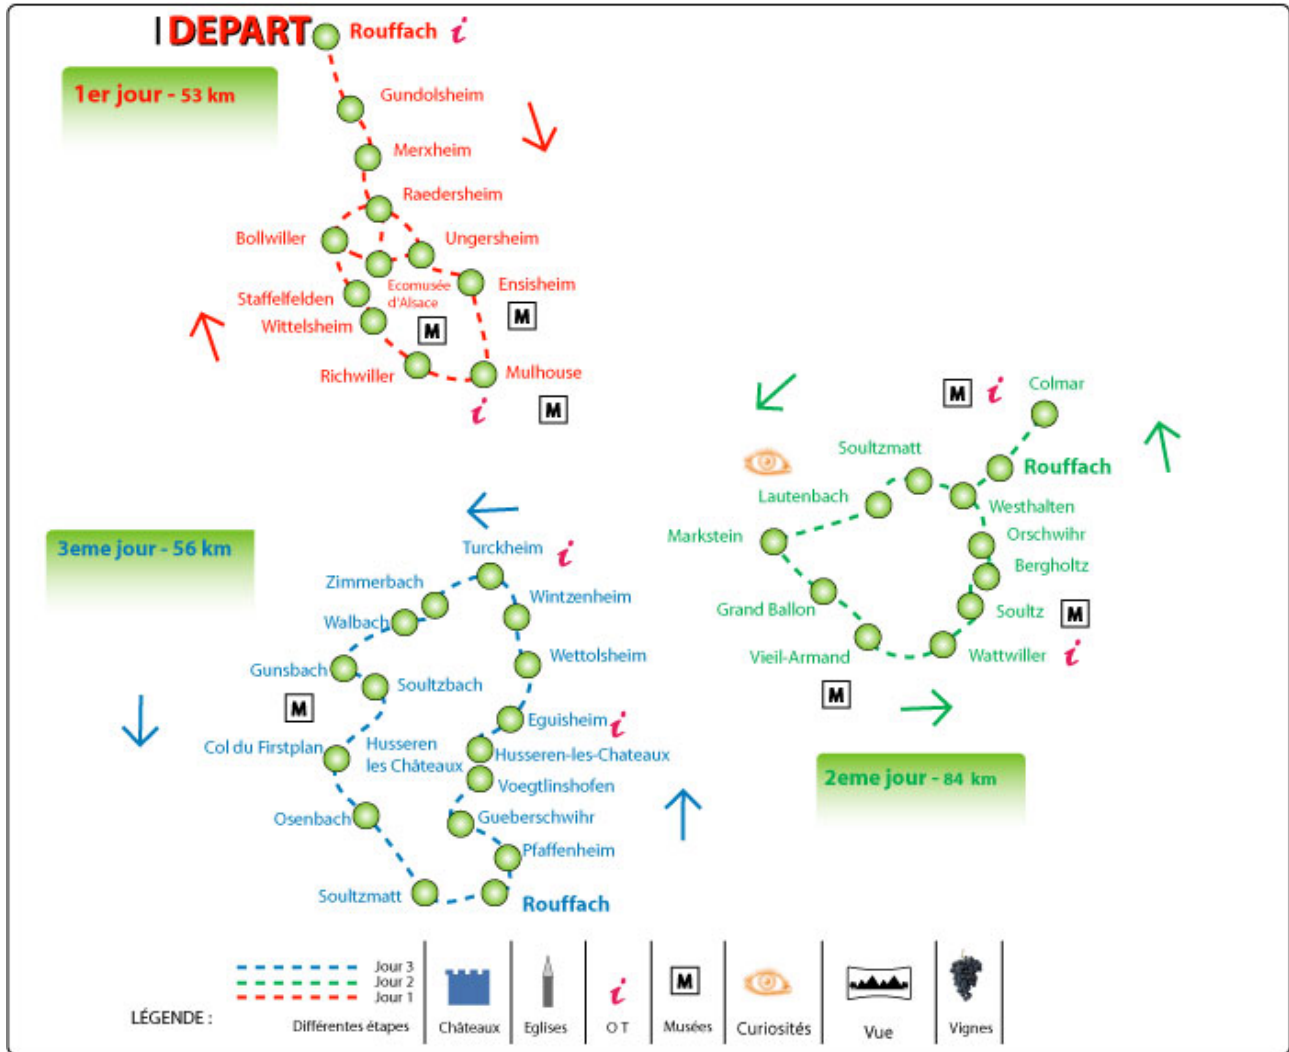 DEPART
Rouffach i
1er jour - 53 km
Gundolsheim
Merxheim
Raedersheim
Bollwiller
Ungersheim
Ecomusée
d'Alsace
Ensisheim
Staffelfelden
M
M
Wittelsheim
Richwiller
Mulhouse
i
M
M
i
Colmar
Soultzmatt
Rouffach
Lautenbach
Westhalten
Markstein
Orschwihr
Bergholtz
Grand Ballon
Soultz
M
Vieil-Armand
Wattwiller
i
M
2eme jour - 84 km
3eme jour - 56 km
Turckheim
i
Zimmerbach
Wintzenheim
Walbach
Wettolsheim
Gunsbach
Soultzbach
M
Eguisheim
i
Col du Firstplan
Husseren
les Châteaux
Husseren-les-Chateaux
Voegtlinshofen
Osenbach
Gueberschwihr
Pfaffenheim
Soultzmatt
Rouffach
LÉGENDE :
Jour 3
Jour 2
Jour 1
Différentes étapes
Châteaux
Eglises
i
O T
M
Musées
Curiosités
Vue
Vignes